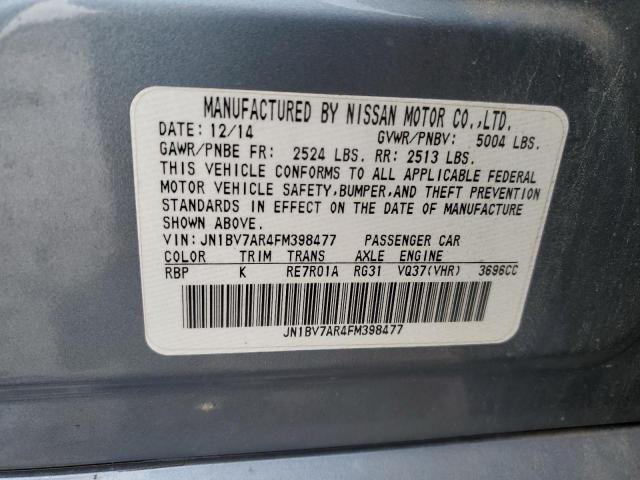 MANUFACTURED BY NISSAN MOTOR CO.,LTD.
DATE: 12/14 GVWR/PNBV: 5004 LBS.
GAWR/PNBE FR: 2524 LBS. RR: 2513 LBS.
THIS VEHICLE CONFORMS TO ALL APPLICABLE FEDERAL
MOTOR VEHICLE SAFETY,BUMPER,AND THEFT PREVENTION
STANDARDS IN EFFECT ON THE DATE OF MANUFACTURE
SHOWN ABOVE.
VIN:JN1BV7AR4FM398477 PASSENGER CAR
COLOR TRIM TRANS AXLE ENGINE
RBP K RE7R01A RG31 VQ37(VHR) 3696CC
JN1BV7AR4FM398477